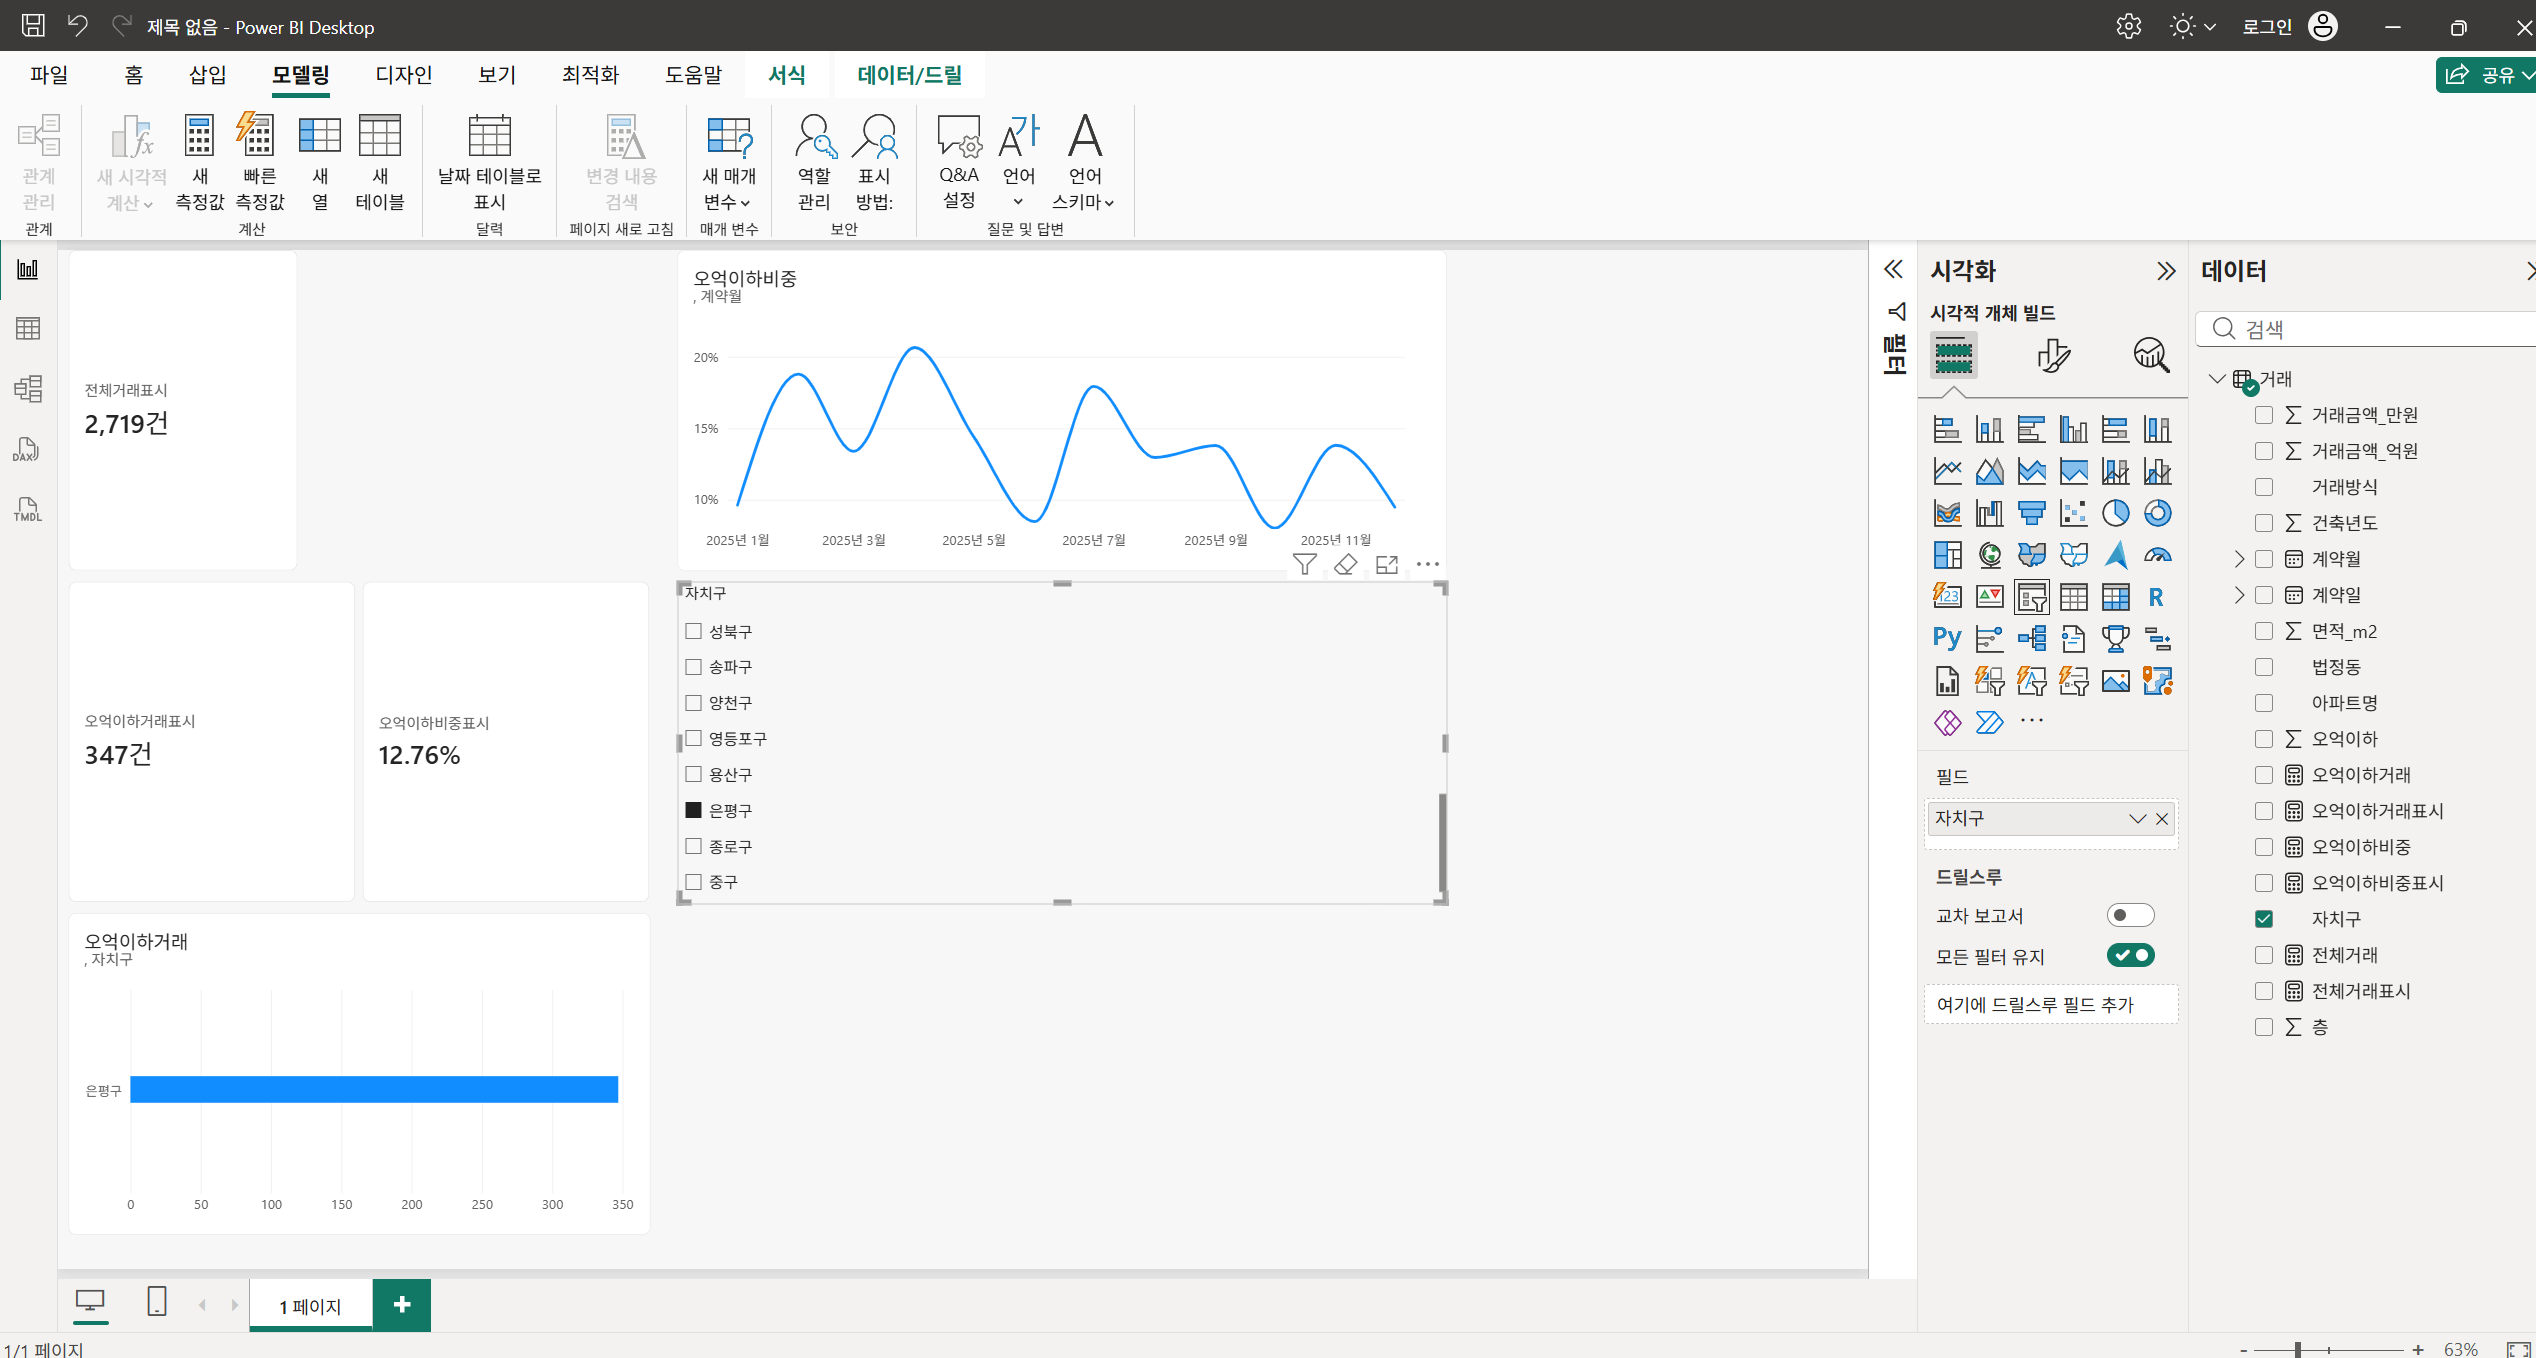 제목 없음 - Power BI Desktop
로그인
파일 홈 삽입 모델링 디자인 보기 최적화 도움말 서식 데이터/드릴
공유
관계 관리
새 시각적 계산
새 측정값
빠른 측정값
새 열
새 테이블
날짜 테이블로 표시
변경 내용 검색
새 매개 변수
역할 관리
표시 방법:
Q&A 설정
언어
언어 스키마
관계
계산
달력
페이지 새로 고침
매개 변수
보안
질문 및 답변
DAX
TMDL
전체거래표시
2,719건
오억이하비중
, 계약월
20%
15%
10%
2025년 1월 2025년 3월 2025년 5월 2025년 7월 2025년 9월 2025년 11월
오억이하거래표시
347건
오억이하비중표시
12.76%
자치구
성북구
송파구
양천구
영등포구
용산구
은평구
종로구
중구
오억이하거래
, 자치구
은평구
0 50 100 150 200 250 300 350
필터
시각화
시각적 개체 빌드
123
R
Py
필드
자치구
드릴스루
교차 보고서
모든 필터 유지
여기에 드릴스루 필드 추가
데이터
검색
거래
거래금액_만원
거래금액_억원
거래방식
건축년도
계약월
계약일
면적_m2
법정동
아파트명
오억이하
오억이하거래
오억이하거래표시
오억이하비중
오억이하비중표시
자치구
전체거래
전체거래표시
층
1 페이지
1/1 페이지
- + 63%